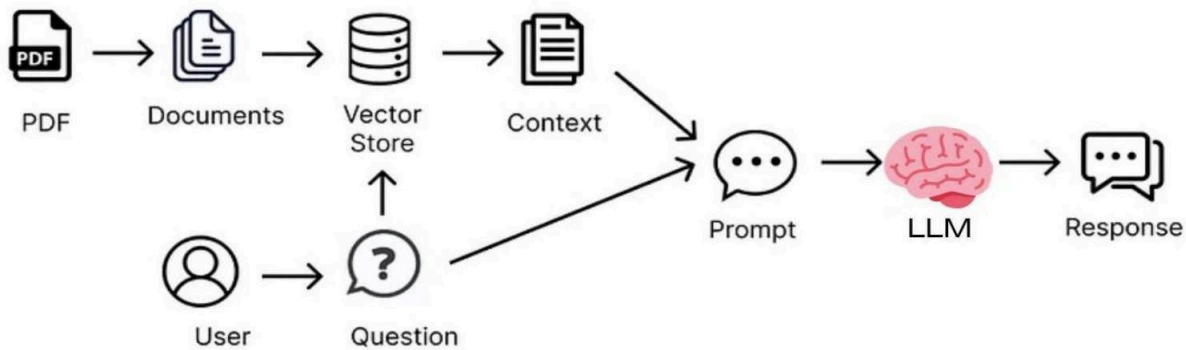 PDF
PDF
Documents
Vector
Store
Context
Prompt
LLM
Response
?
User
Question